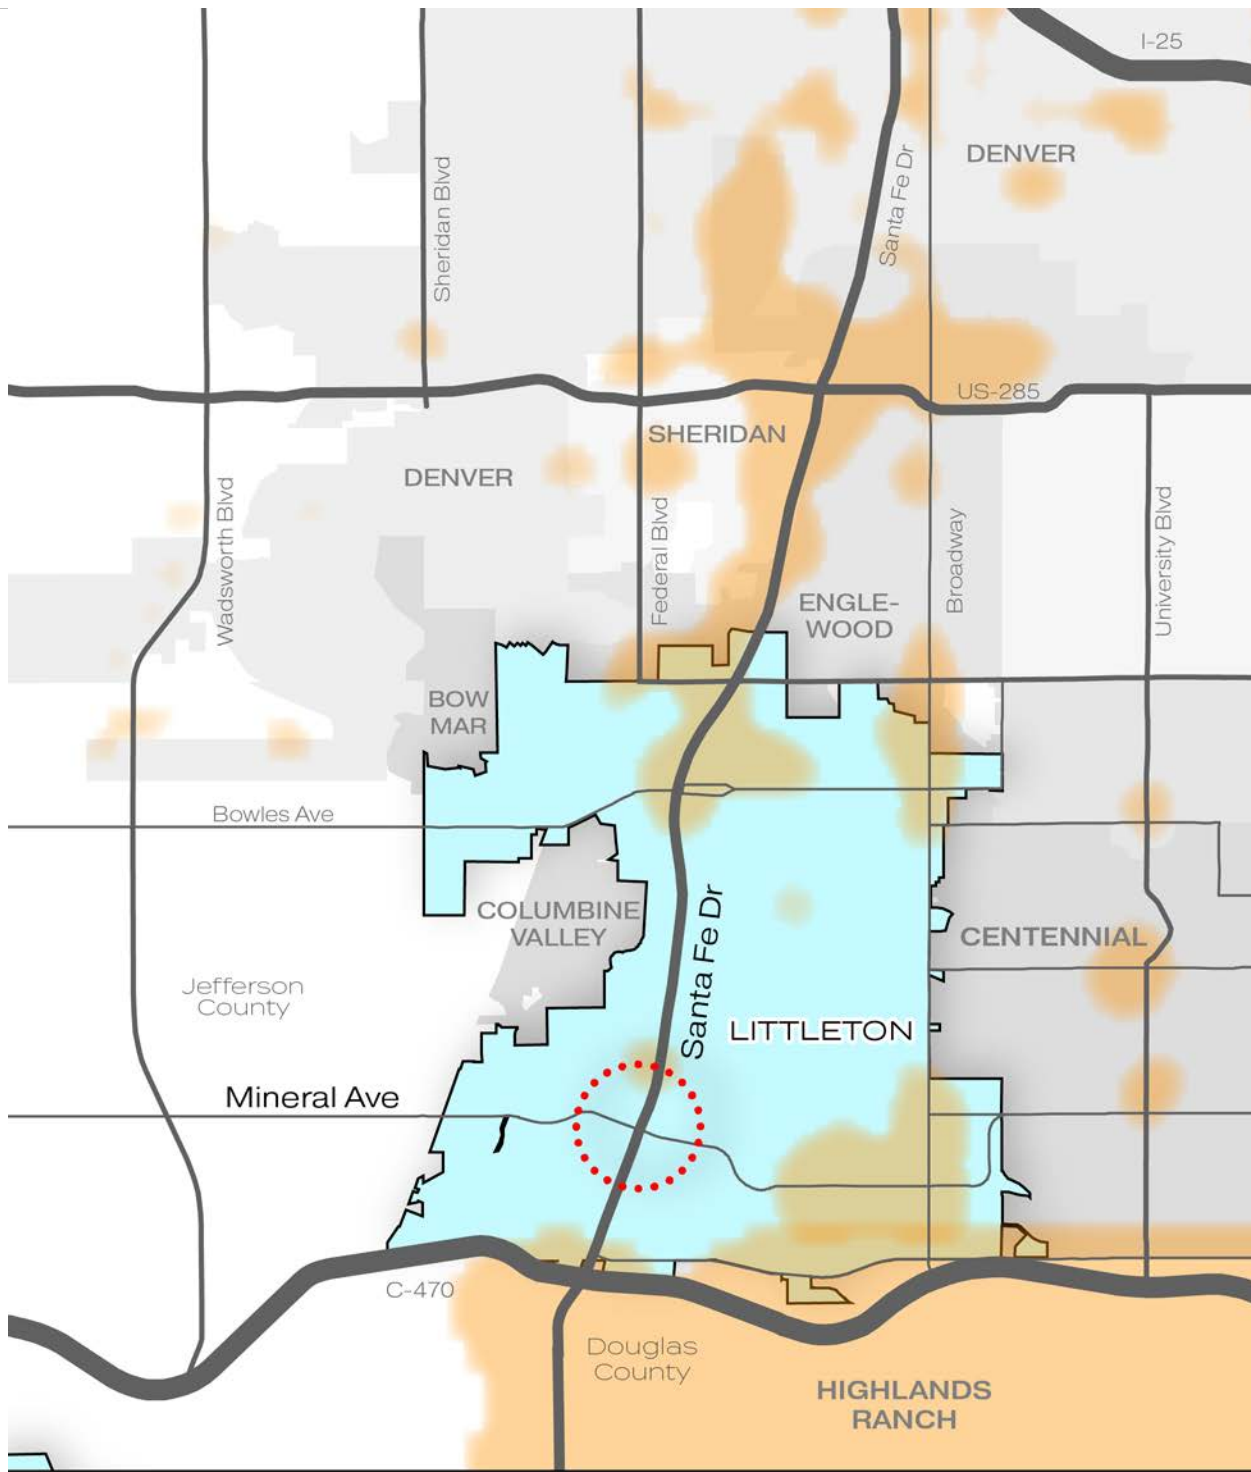 I-25
DENVER
Santa Fe Dr
Sheridan Blvd
US-285
SHERIDAN
DENVER
Wadsworth Blvd
Federal Blvd
Broadway
University Blvd
ENGLE-
WOOD
BOW
MAR
Bowles Ave
COLUMBINE
VALLEY
Santa Fe Dr
CENTENNIAL
Jefferson
County
LITTLETON
Mineral Ave
C-470
Douglas
County
HIGHLANDS
RANCH